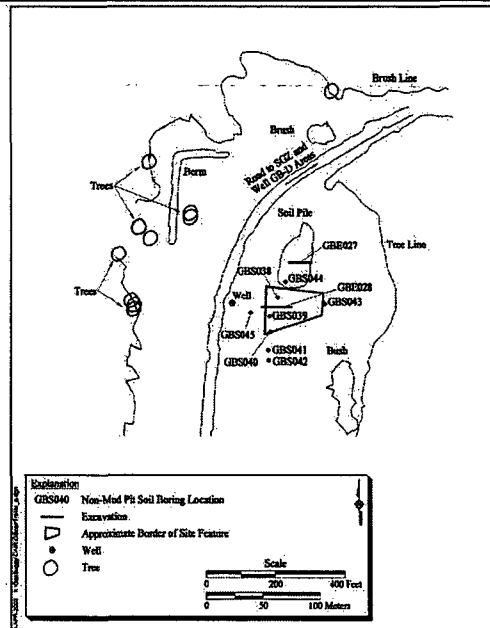 Brush Line
Brush
Road to SGZ and
Well GB-D Areas
Trees
Berm
Soil Pile
GBE027
Tree Line
GBS038
GBS044
GBE028
Well
GBS043
GBS039
GBS045
GBS040
GBS041
GBS042
Bush
Trees
Explanation
GBS040 Non-Mud Pit Soil Boring Location
Excavation
Approximate Border of Site Feature
Well
Tree
Scale
0 200 400 Feet
0 50 100 Meters